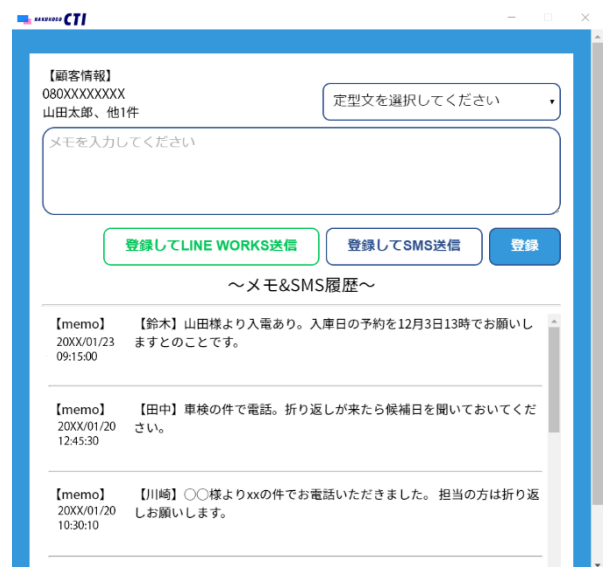 KAKUKOKU CTI
【顧客情報】
080XXXXXXXX
山田太郎、他1件
定型文を選択してください
メモを入力してください
登録してLINE WORKS送信
登録してSMS送信
登録
～メモ&SMS履歴～
【memo】
20XX/01/23
09:15:00
【鈴木】山田様より入電あり。入庫日の予約を12月3日13時でお願いし
ますとのことです。
【memo】
20XX/01/20
12:45:30
【田中】車検の件で電話。折り返しが来たら候補日を聞いておいてくだ
さい。
【memo】
20XX/01/20
10:30:10
【川崎】○○様よりxxの件でお電話いただきました。 担当の方は折り返
しお願いします。